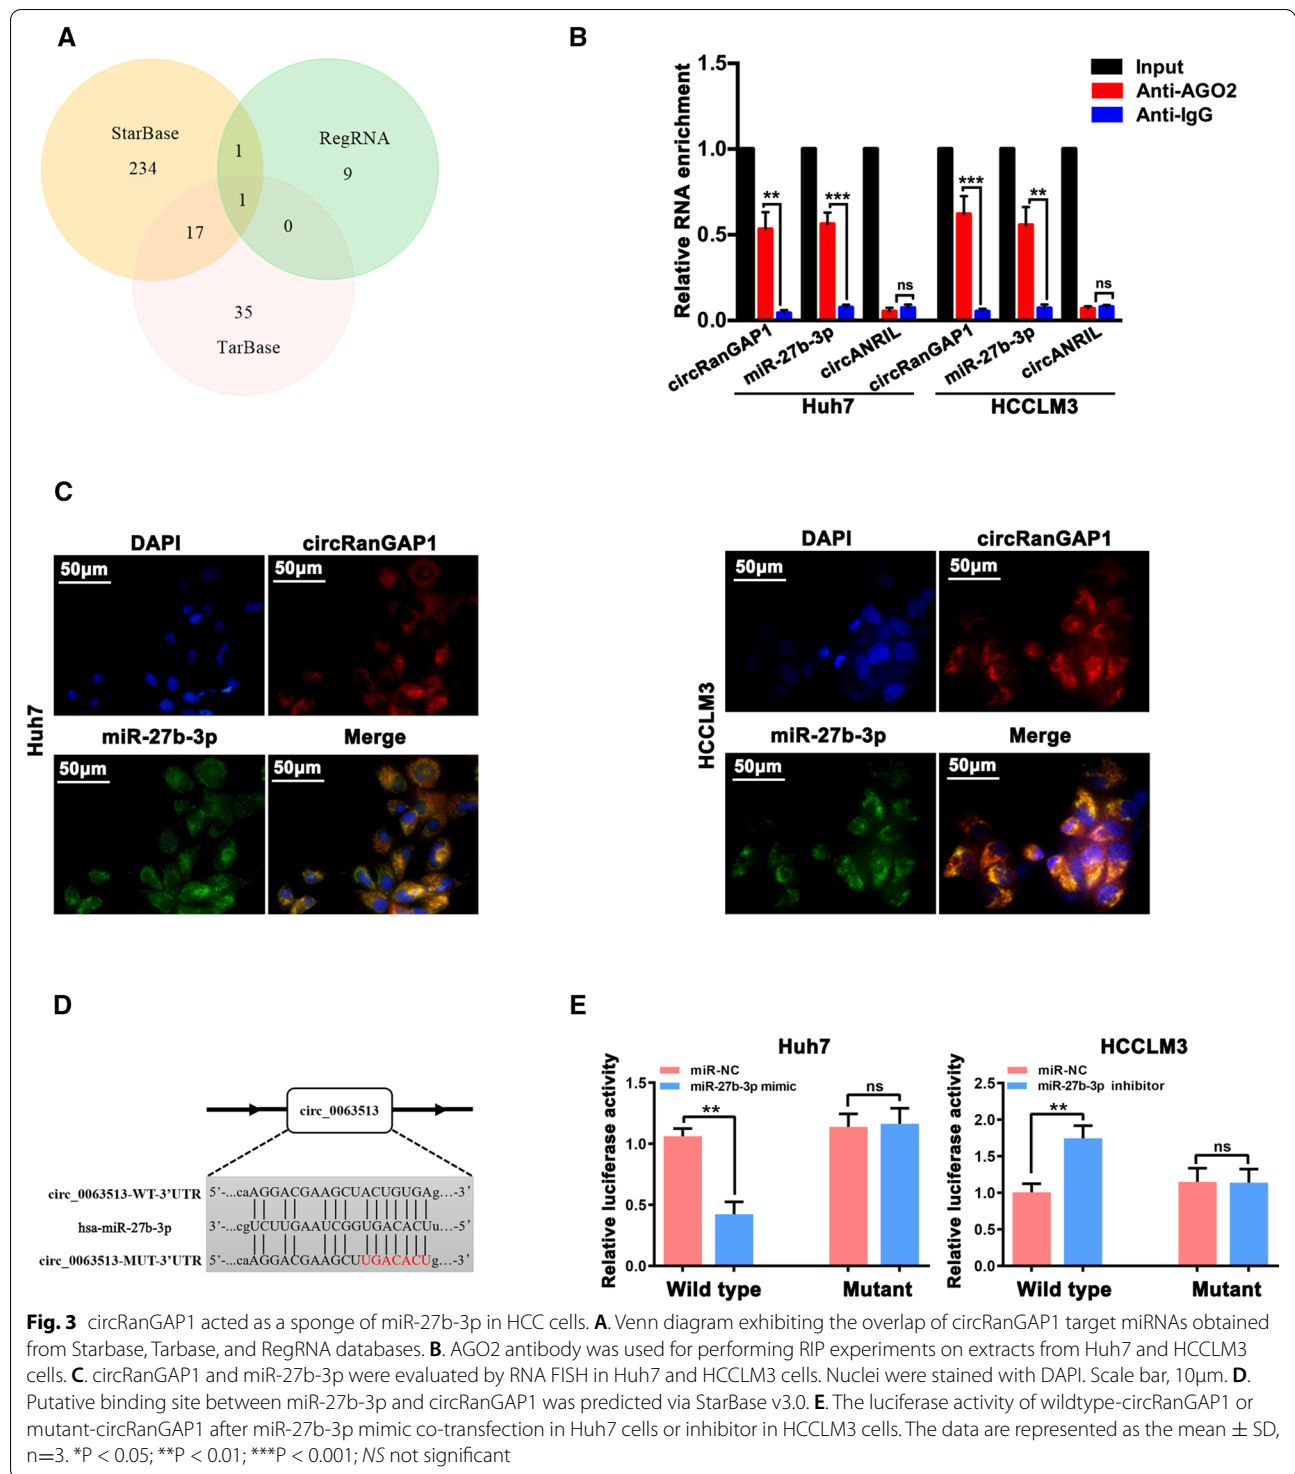 A
StarBase
234
RegRNA
9
1
1
17
0
35
TarBase
B
Relative RNA enrichment
1.5
1.0
0.5
0.0
Input
Anti-AGO2
Anti-IgG
**
***
ns
***
**
ns
circRanGAP1
miR-27b-3p
circANRIL
circRanGAP1
miR-27b-3p
circANRIL
Huh7
HCCLM3
C
Huh7
DAPI
circRanGAP1
50μm
50μm
miR-27b-3p
Merge
50μm
50μm
HCCLM3
DAPI
circRanGAP1
50μm
50μm
miR-27b-3p
Merge
50μm
50μm
D
circ_0063513
circ_0063513-WT-3'UTR 5'-...caAGGACGAAGCUACUGUGAg...-3'
hsa-miR-27b-3p 3'-...cgUCUUGAAUCGGUGACACUu...-5'
circ_0063513-MUT-3'UTR 5'-...caAGGACGAAGCUUGACACUg...-3'
E
Huh7
Relative luciferase activity
miR-NC
miR-27b-3p mimic
1.5
1.0
0.5
0.0
**
ns
Wild type
Mutant
HCCLM3
Relative luciferase activity
miR-NC
miR-27b-3p inhibitor
2.5
2.0
1.5
1.0
0.5
0.0
**
ns
Wild type
Mutant
Fig. 3 circRanGAP1 acted as a sponge of miR-27b-3p in HCC cells. A. Venn diagram exhibiting the overlap of circRanGAP1 target miRNAs obtained
from Starbase, Tarbase, and RegRNA databases. B. AGO2 antibody was used for performing RIP experiments on extracts from Huh7 and HCCLM3
cells. C. circRanGAP1 and miR-27b-3p were evaluated by RNA FISH in Huh7 and HCCLM3 cells. Nuclei were stained with DAPI. Scale bar, 10μm. D.
Putative binding site between miR-27b-3p and circRanGAP1 was predicted via StarBase v3.0. E. The luciferase activity of wildtype-circRanGAP1 or
mutant-circRanGAP1 after miR-27b-3p mimic co-transfection in Huh7 cells or inhibitor in HCCLM3 cells. The data are represented as the mean ± SD,
n=3. *P < 0.05; **P < 0.01; ***P < 0.001; NS not significant